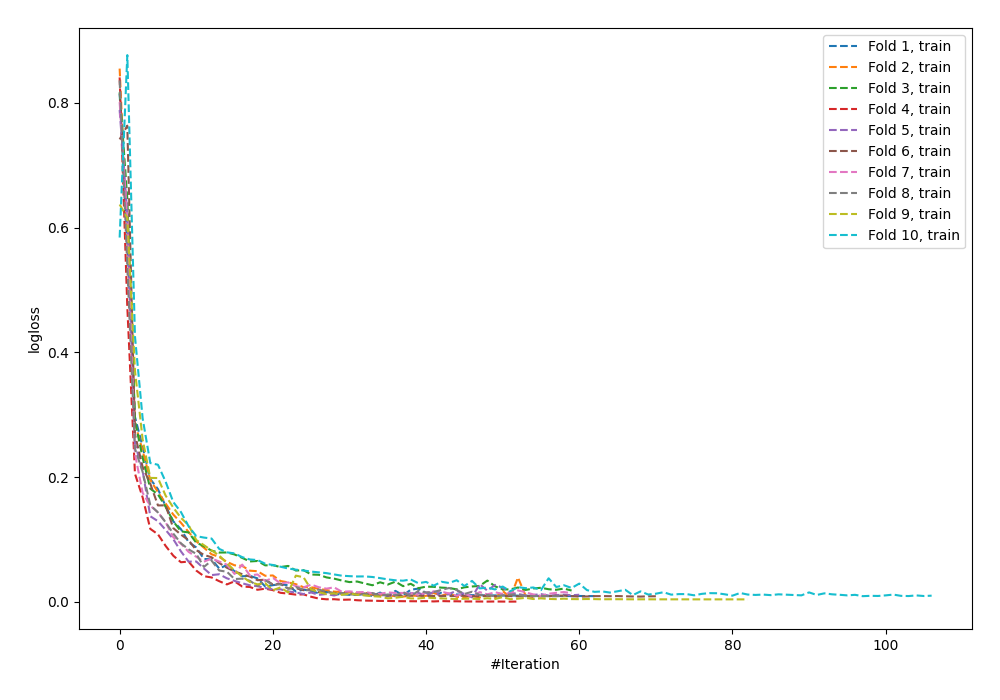 0.8
0.6
0.4
0.2
0.0
logloss
0
20
40
60
80
100
#Iteration
Fold 1, train
Fold 2, train
Fold 3, train
Fold 4, train
Fold 5, train
Fold 6, train
Fold 7, train
Fold 8, train
Fold 9, train
Fold 10, train